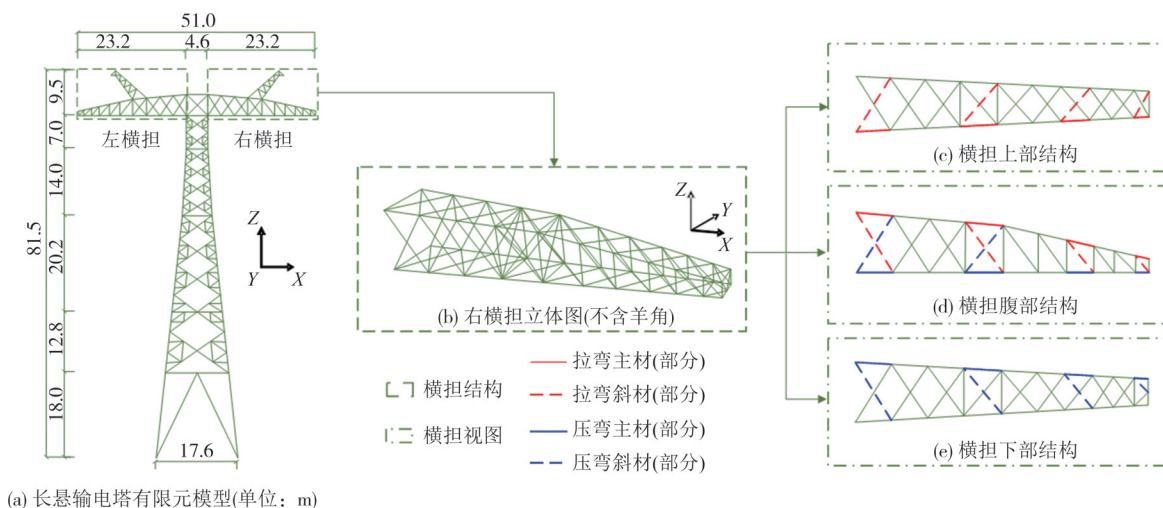 51.0
23.2 4.6 23.2
9.5
7.0
14.0
20.2
12.8
18.0
81.5
左横担 右横担
Z
Y X
17.6
(a) 长悬输电塔有限元模型(单位：m)
Z
Y
X
(b) 右横担立体图(不含羊角)
横担结构
横担视图
拉弯主材(部分)
拉弯斜材(部分)
压弯主材(部分)
压弯斜材(部分)
(c) 横担上部结构
(d) 横担腹部结构
(e) 横担下部结构